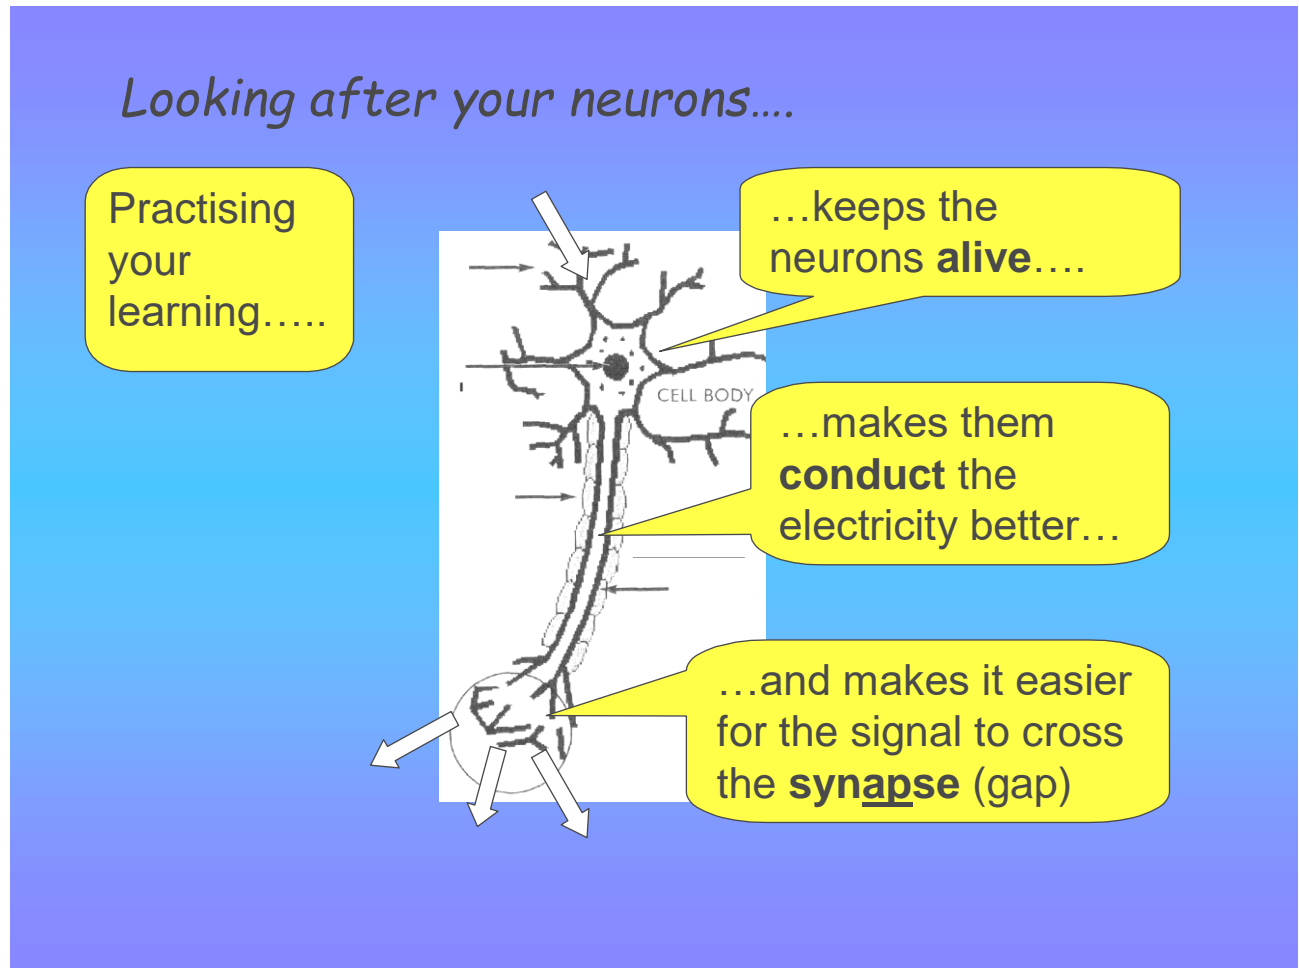 Looking after your neurons….
Practising
your
learning…..
…keeps the
neurons alive….
CELL BODY
…makes them
conduct the
electricity better…
…and makes it easier
for the signal to cross
the synapse (gap)